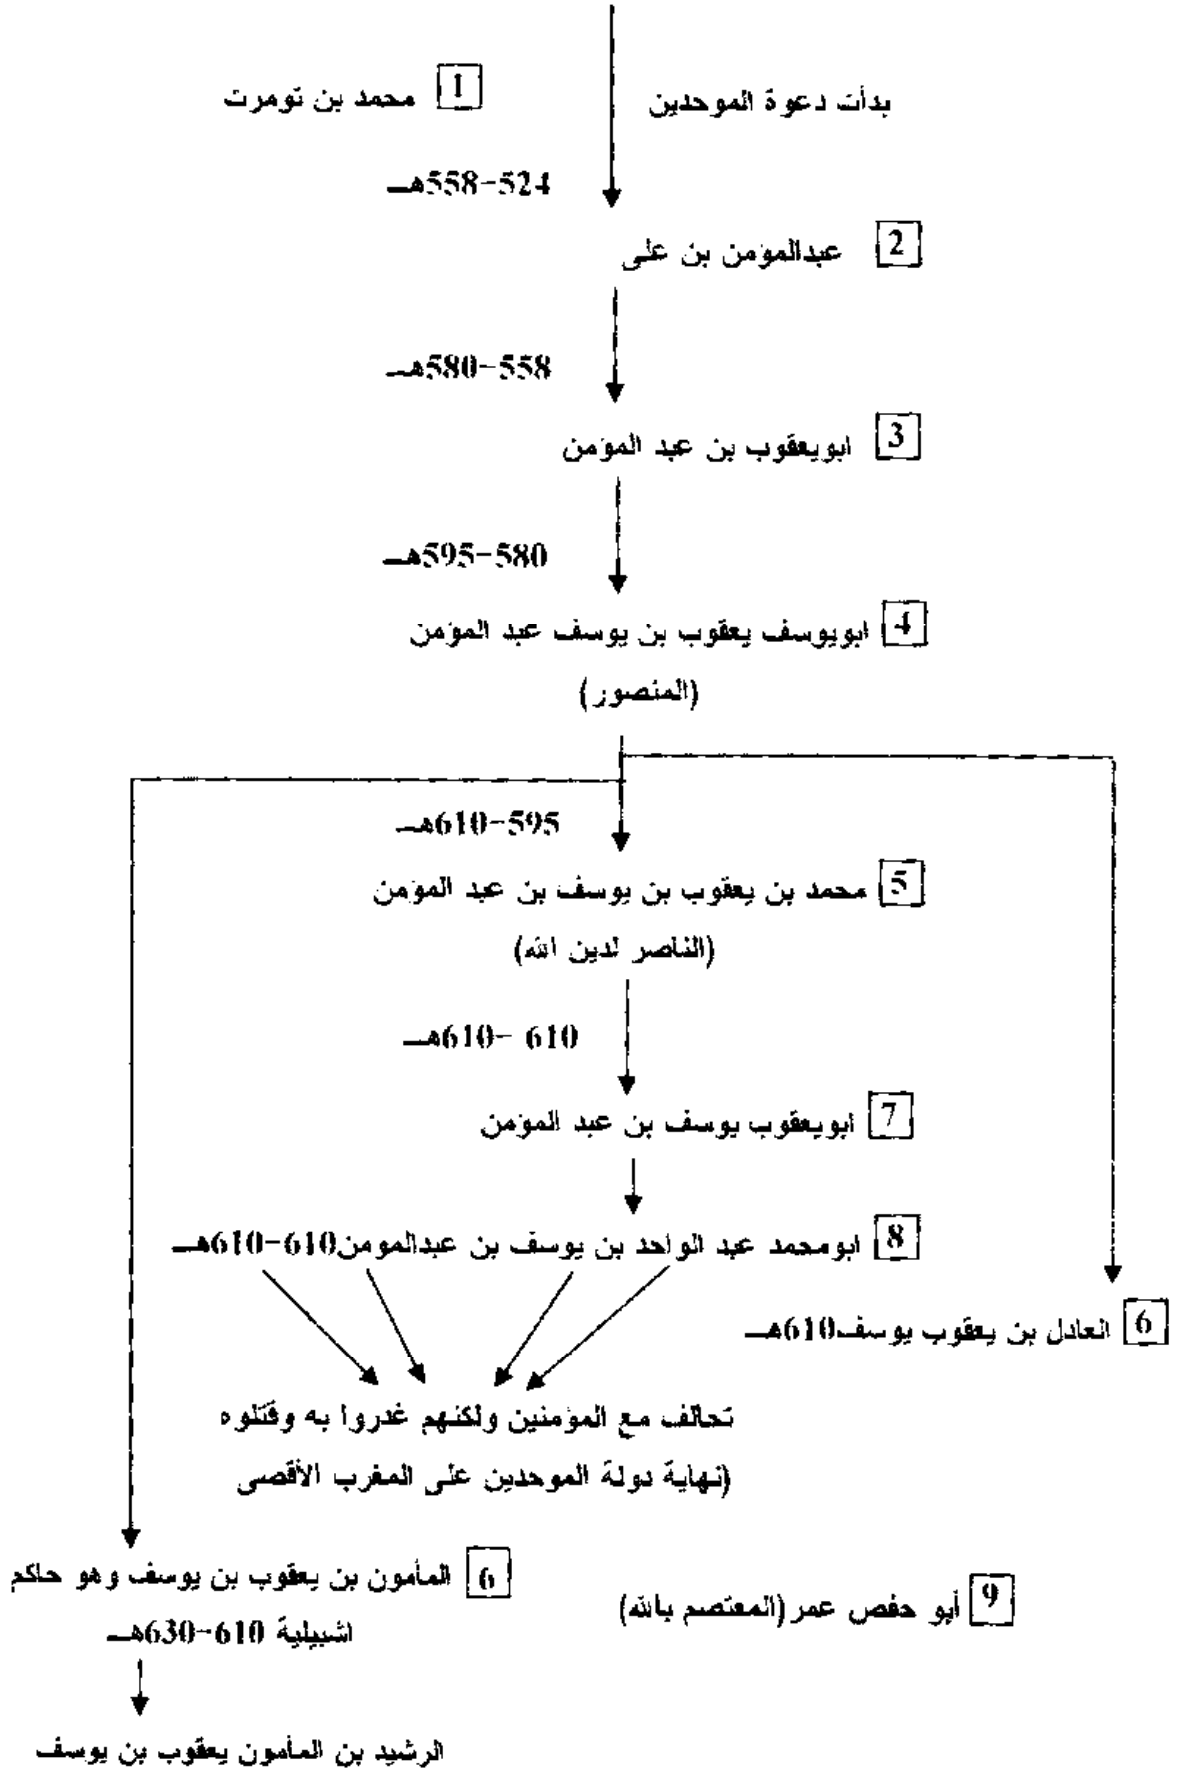 بدأت دعوة الموحدين
1 محمد بن تومرت
524-558هـ
2 عبدالمومن بن على
558-580هـ
3 ابويعقوب بن عبد المومن
580-595هـ
4 ابويوسف يعقوب بن يوسف عبد المومن
(المنصور)
595-610هـ
5 محمد بن يعقوب بن يوسف بن عبد المومن
(الناصر لدين الله)
610 -610هـ
7 ابويعقوب يوسف بن عبد المومن
8 ابومحمد عبد الواحد بن يوسف بن عبدالمومن610-610هـ
6 العادل بن يعقوب يوسف610هـ
تحالف مع المؤمنين ولكنهم غدروا به وقتلوه
(نهاية دولة الموحدين على المغرب الأقصى
6 المأمون بن يعقوب بن يوسف وهو حاكم
اشبيلية 610-630هـ
9 أبو حفص عمر (المعتصم بالله)
الرشيد بن المأمون يعقوب بن يوسف